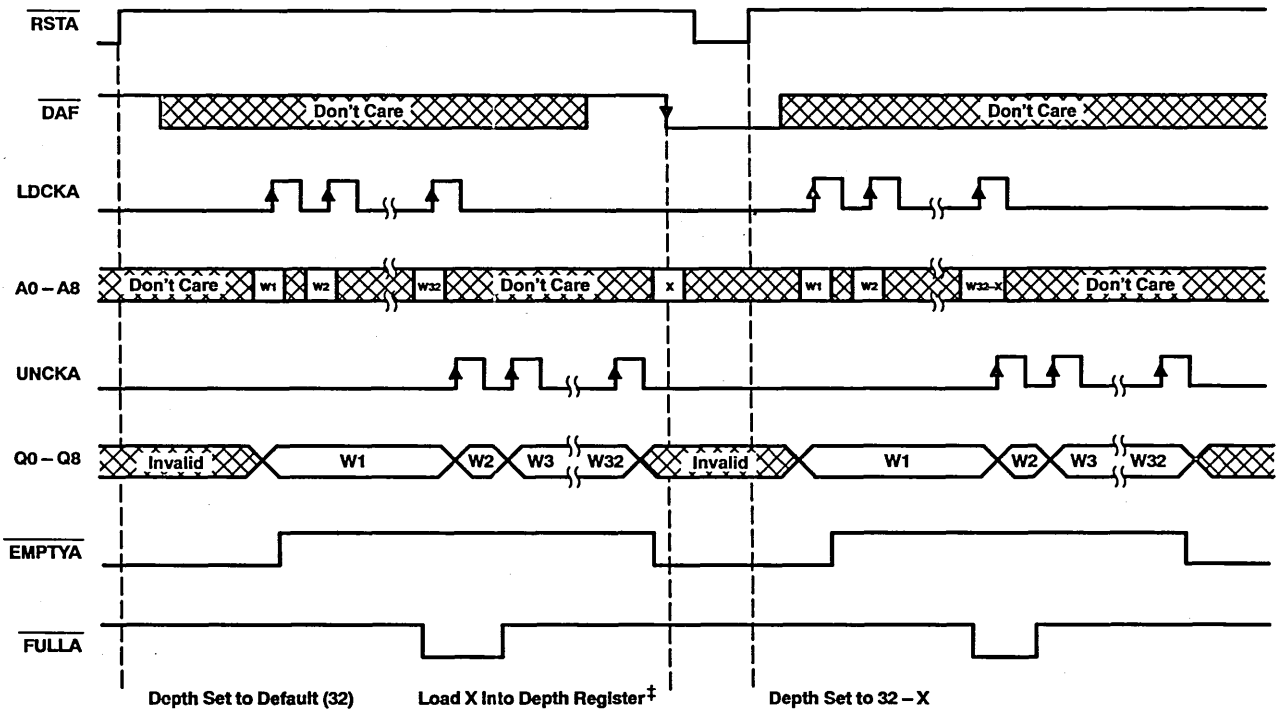 RSTA
DAF Don't Care Don't Care
LDCKA
A0 – A8 Don't Care W1 W2 W32 Don't Care X W1 W2 W32–X Don't Care
UNCKA
Q0 – Q8 Invalid W1 W2 W3 W32 Invalid W1 W2 W3 W32
EMPTYA
FULLA
Depth Set to Default (32) Load X Into Depth Register‡ Depth Set to 32 – X